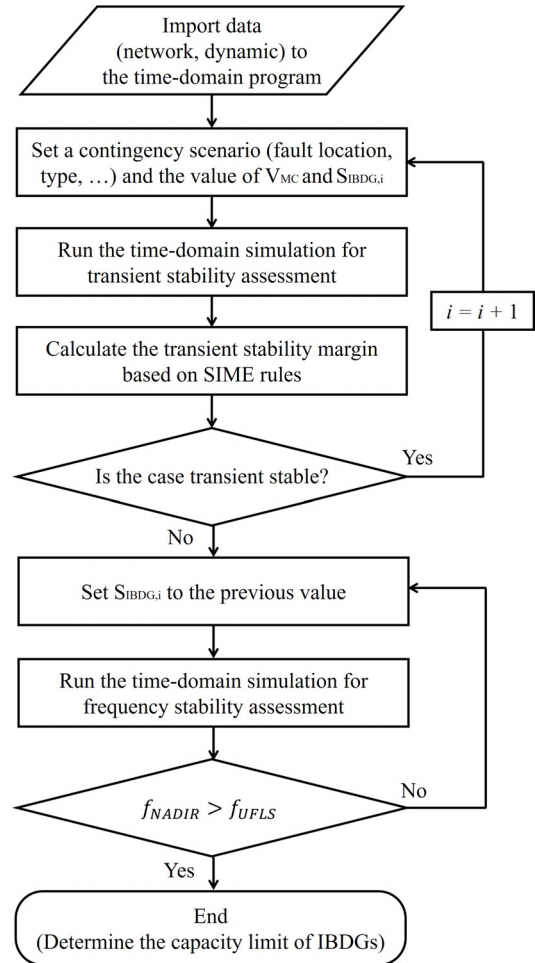 Import data
(network, dynamic) to
the time-domain program
Set a contingency scenario (fault location,
type, …) and the value of VMC and SIBDG,i
Run the time-domain simulation for
transient stability assessment
i = i + 1
Calculate the transient stability margin
based on SIME rules
Is the case transient stable?
Yes
No
Set SIBDG,i to the previous value
Run the time-domain simulation for
frequency stability assessment
fNADIR > fUFLS
No
Yes
End
(Determine the capacity limit of IBDGs)